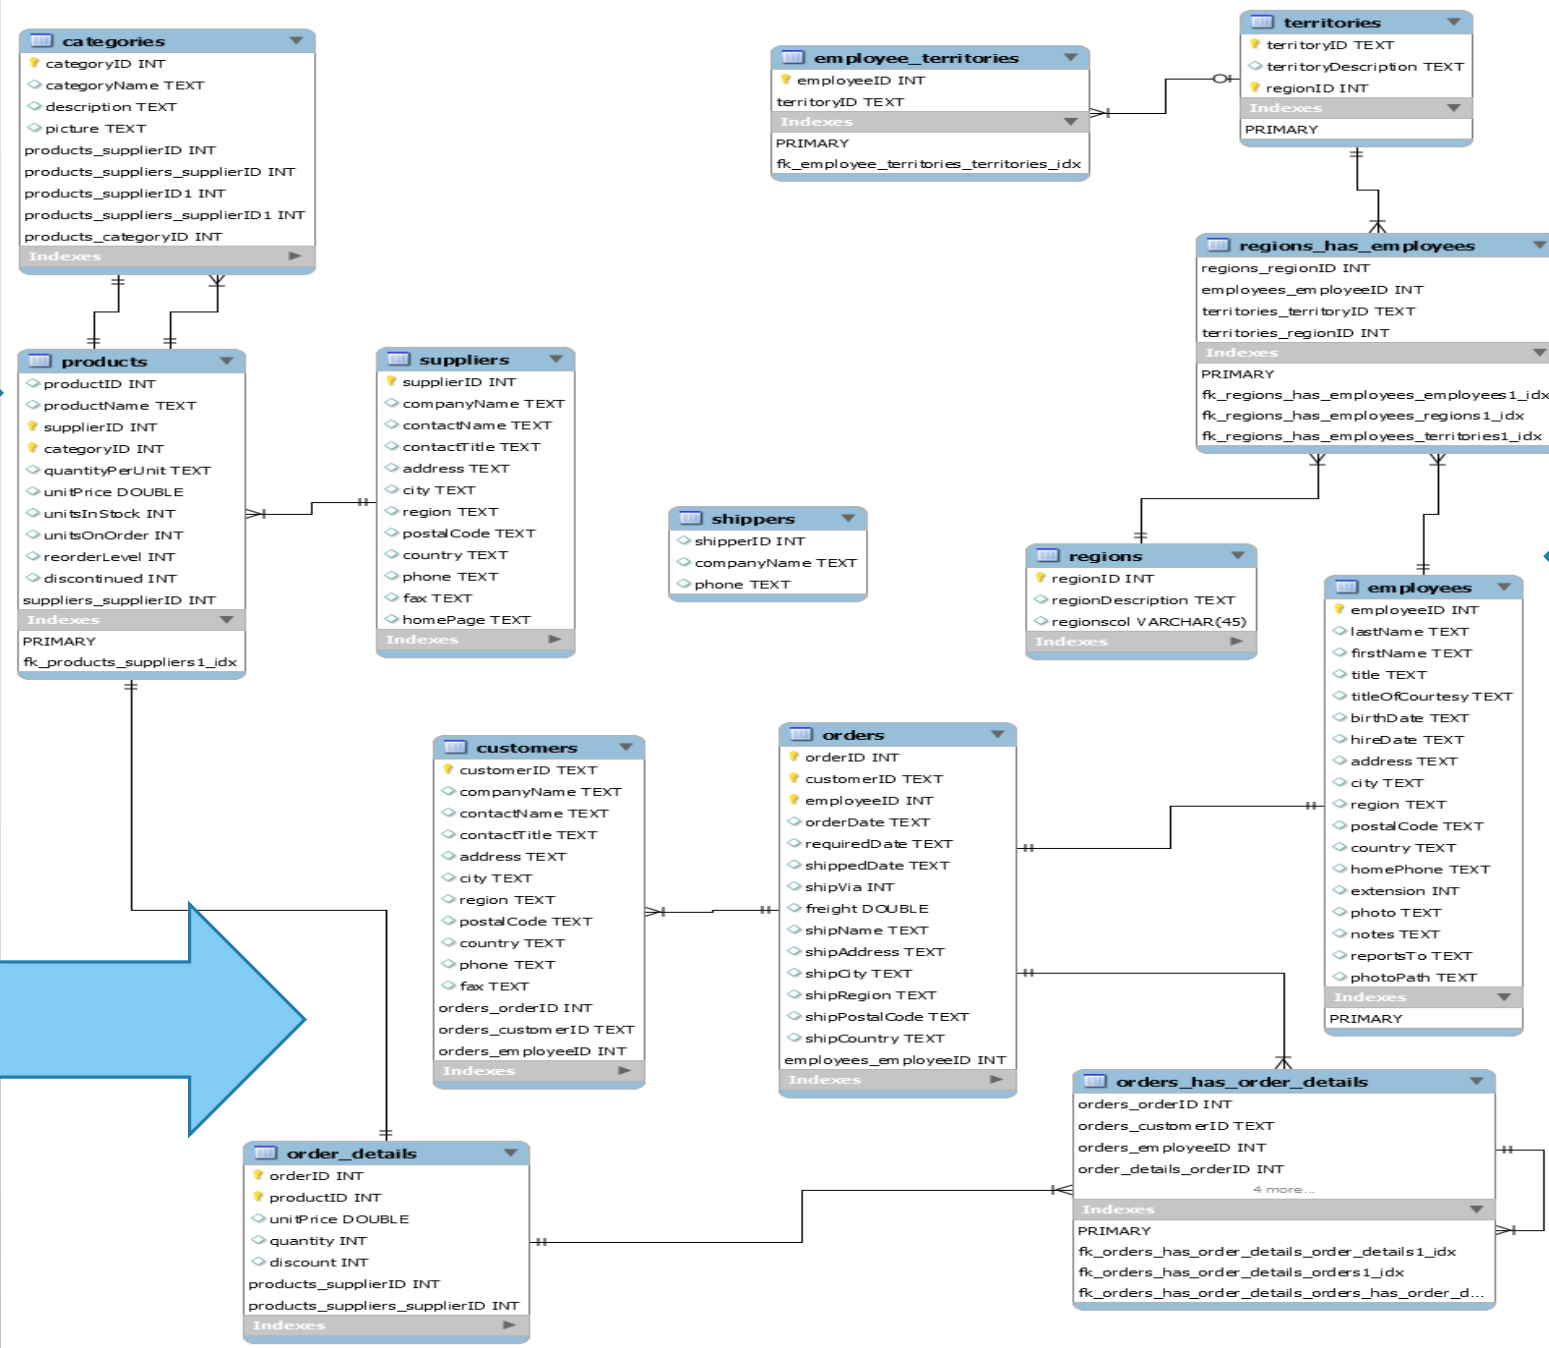 categories
categoryID INT
categoryName TEXT
description TEXT
picture TEXT
products_supplierID INT
products_suppliers_supplierID INT
products_supplierID1 INT
products_suppliers_supplierID1 INT
products_categoryID INT
Indexes
employee_territories
employeeID INT
territoryID TEXT
Indexes
PRIMARY
fk_employee_territories_territories_idx
territories
territoryID TEXT
territoryDescription TEXT
regionID INT
Indexes
PRIMARY
regions_has_employees
regions_regionID INT
employees_employeeID INT
territories_territoryID TEXT
territories_regionID INT
Indexes
PRIMARY
fk_regions_has_employees_employees1_idx
fk_regions_has_employees_regions1_idx
fk_regions_has_employees_territories1_idx
products
productID INT
productName TEXT
supplierID INT
categoryID INT
quantityPerUnit TEXT
unitPrice DOUBLE
unitsInStock INT
unitsOnOrder INT
reorderLevel INT
discontinued INT
suppliers_supplierID INT
Indexes
PRIMARY
fk_products_suppliers1_idx
suppliers
supplierID INT
companyName TEXT
contactName TEXT
contactTitle TEXT
address TEXT
city TEXT
region TEXT
postalCode TEXT
country TEXT
phone TEXT
fax TEXT
homePage TEXT
Indexes
shippers
shipperID INT
companyName TEXT
phone TEXT
regions
regionID INT
regionDescription TEXT
regionscol VARCHAR(45)
Indexes
employees
employeeID INT
lastName TEXT
firstName TEXT
title TEXT
titleOfCourtesy TEXT
birthDate TEXT
hireDate TEXT
address TEXT
city TEXT
region TEXT
postalCode TEXT
country TEXT
homePhone TEXT
extension INT
photo TEXT
notes TEXT
reportsTo TEXT
photoPath TEXT
Indexes
PRIMARY
customers
customerID TEXT
companyName TEXT
contactName TEXT
contactTitle TEXT
address TEXT
city TEXT
region TEXT
postalCode TEXT
country TEXT
phone TEXT
fax TEXT
orders_orderID INT
orders_customerID TEXT
orders_employeeID INT
Indexes
orders
orderID INT
customerID TEXT
employeeID INT
orderDate TEXT
requiredDate TEXT
shippedDate TEXT
shipVia INT
freight DOUBLE
shipName TEXT
shipAddress TEXT
shipCity TEXT
shipRegion TEXT
shipPostalCode TEXT
shipCountry TEXT
employees_employeeID INT
Indexes
order_details
orderID INT
productID INT
unitPrice DOUBLE
quantity INT
discount INT
products_supplierID INT
products_suppliers_supplierID INT
Indexes
orders_has_order_details
orders_orderID INT
orders_customerID TEXT
orders_employeeID INT
order_details_orderID INT
4 more...
Indexes
PRIMARY
fk_orders_has_order_details_order_details1_idx
fk_orders_has_order_details_orders1_idx
fk_orders_has_order_details_orders_has_order_d...